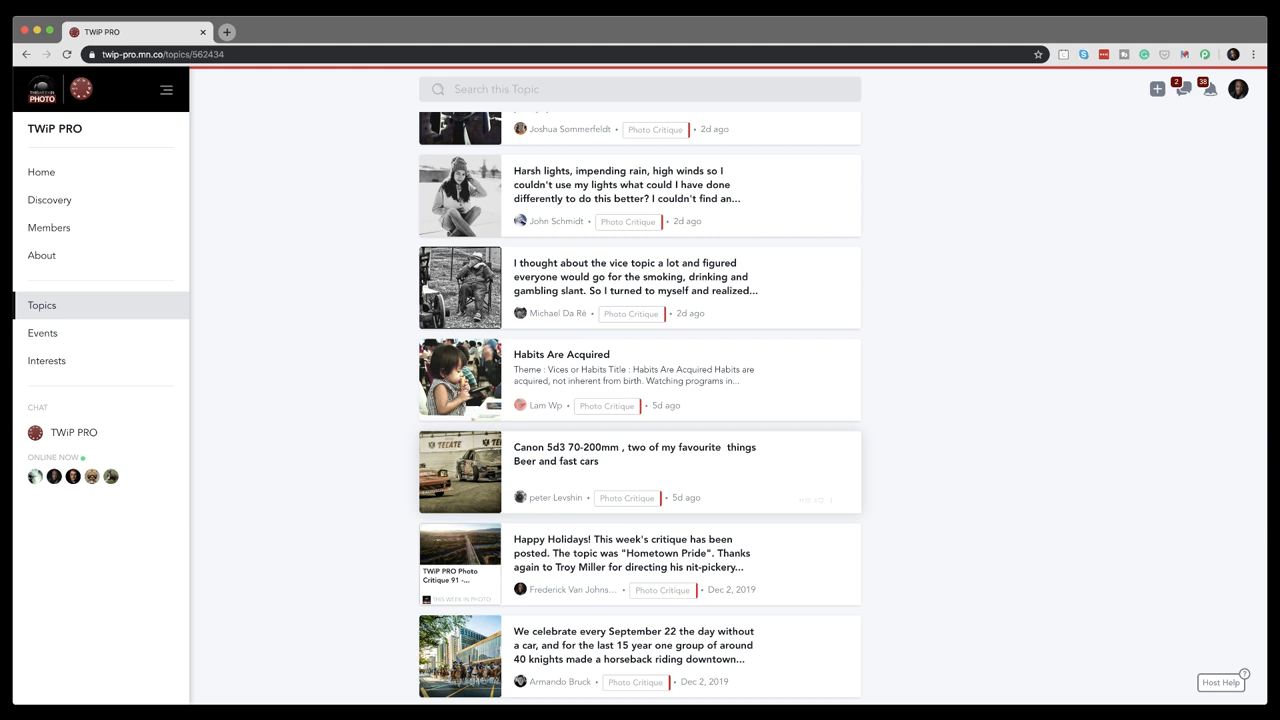 TWiP PRO
twip-pro.mn.co/topics/562434
THIS WEEK IN
PHOTO
Search this Topic
2
38
TWiP PRO
Home
Discovery
Members
About
Topics
Events
Interests
CHAT
TWiP PRO
ONLINE NOW
Joshua Sommerfeldt • Photo Critique • 2d ago
Harsh lights, impending rain, high winds so I
couldn't use my lights what could I have done
differently to do this better? I couldn't find an...
John Schmidt • Photo Critique • 2d ago
I thought about the vice topic a lot and figured
everyone would go for the smoking, drinking and
gambling slant. So I turned to myself and realized...
Michael Da Rè • Photo Critique • 2d ago
Habits Are Acquired
Theme : Vices or Habits Title : Habits Are Acquired Habits are
acquired, not inherent from birth. Watching programs in...
Lam Wp • Photo Critique • 5d ago
TECATE
Canon 5d3 70-200mm , two of my favourite things
Beer and fast cars
peter Levshin • Photo Critique • 5d ago
TWiP PRO Photo
Critique 91 -...
THIS WEEK IN PHOTO
Happy Holidays! This week's critique has been
posted. The topic was "Hometown Pride". Thanks
again to Troy Miller for directing his nit-pickery...
Frederick Van Johns... • Photo Critique • Dec 2, 2019
We celebrate every September 22 the day without
a car, and for the last 15 year one group of around
40 knights made a horseback riding downtown...
Armando Bruck • Photo Critique • Dec 2, 2019
Host Help
?